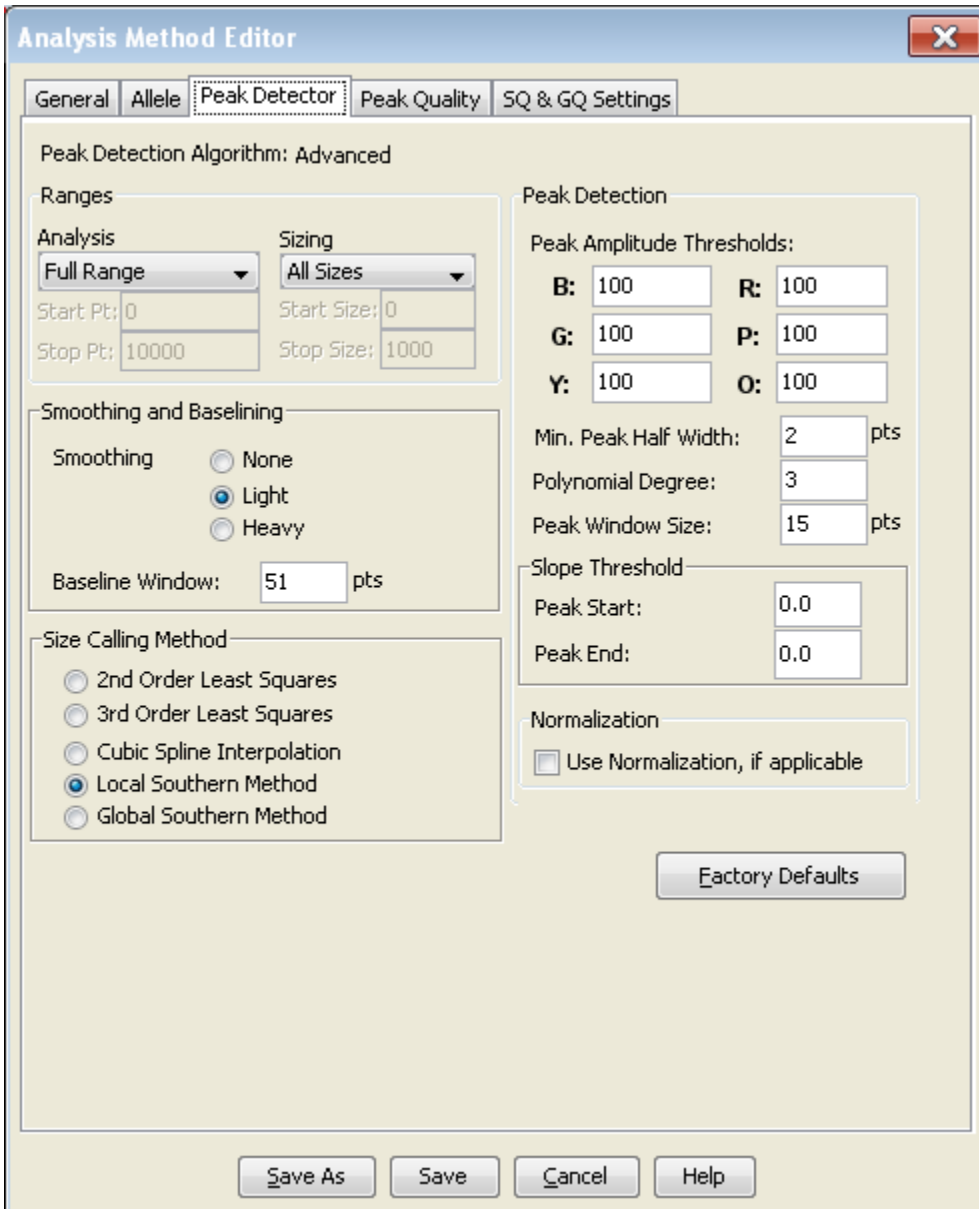 Analysis Method Editor
General
Allele
Peak Detector
Peak Quality
SQ & GQ Settings
Peak Detection Algorithm: Advanced
Ranges
Analysis
Full Range
Start Pt: 0
Stop Pt: 10000
Sizing
All Sizes
Start Size: 0
Stop Size: 1000
Smoothing and Baselining
Smoothing
None
Light
Heavy
Baseline Window: 51 pts
Size Calling Method
2nd Order Least Squares
3rd Order Least Squares
Cubic Spline Interpolation
Local Southern Method
Global Southern Method
Peak Detection
Peak Amplitude Thresholds:
B: 100 R: 100
G: 100 P: 100
Y: 100 O: 100
Min. Peak Half Width: 2 pts
Polynomial Degree: 3
Peak Window Size: 15 pts
Slope Threshold
Peak Start: 0.0
Peak End: 0.0
Normalization
Use Normalization, if applicable
Factory Defaults
Save As
Save
Cancel
Help